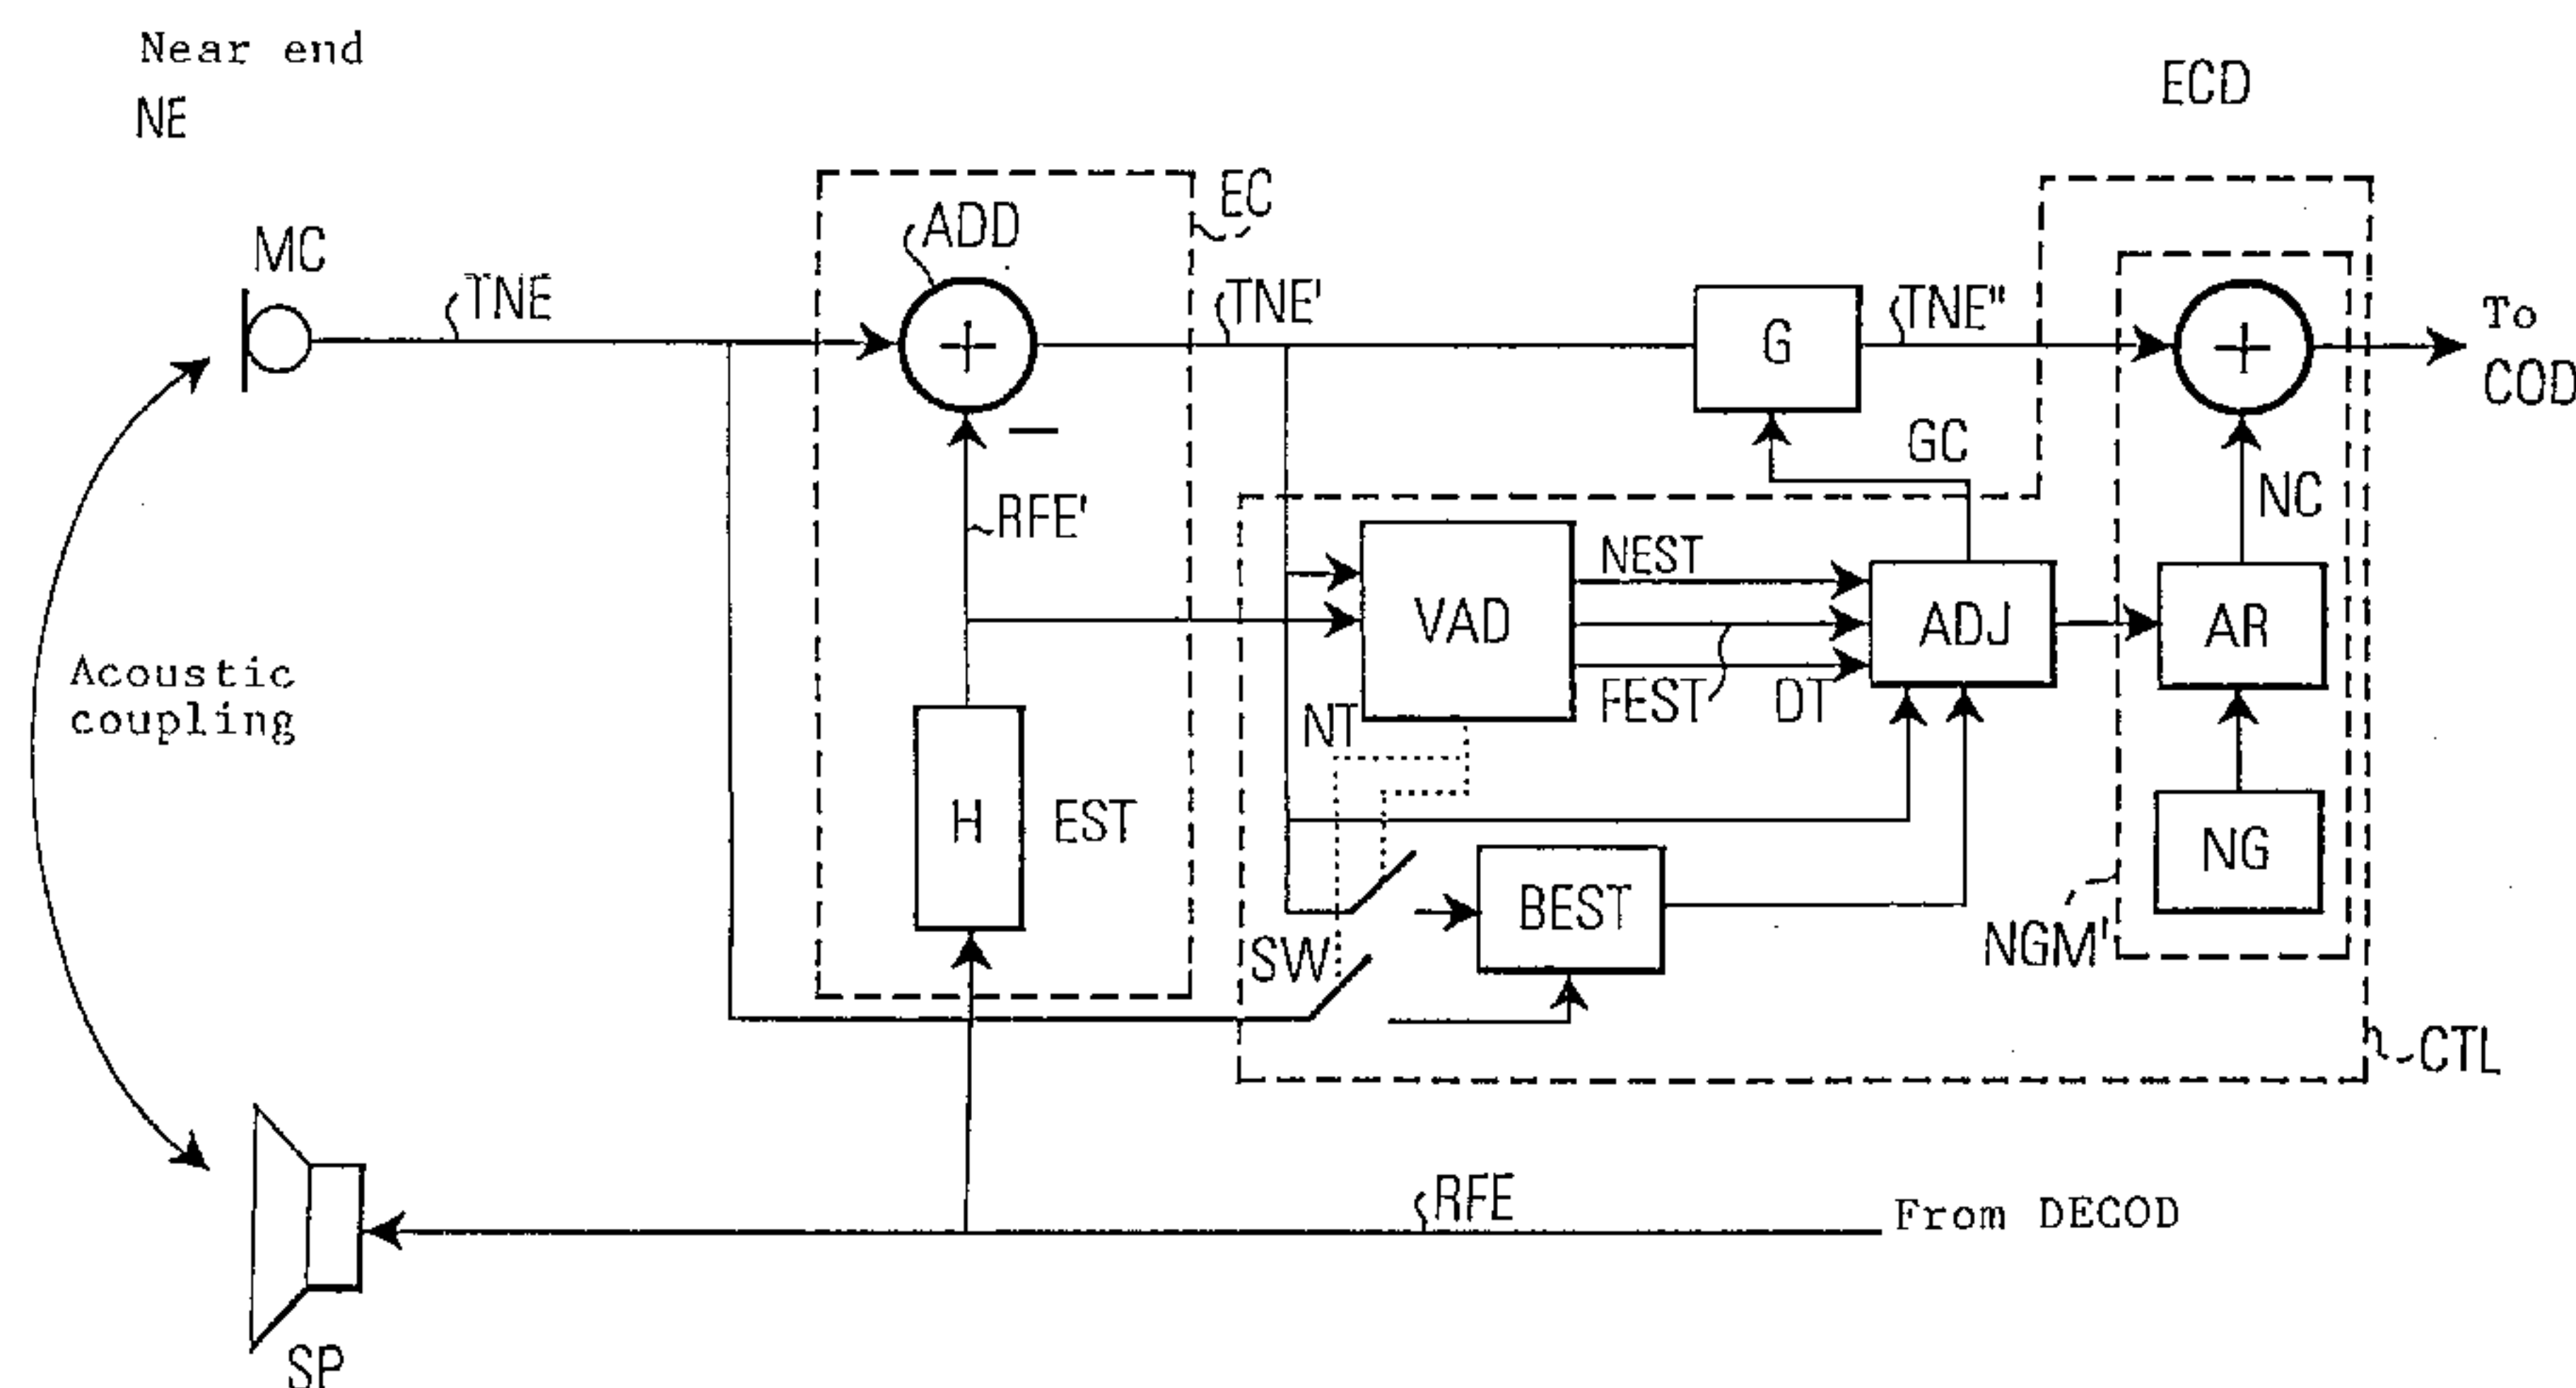 Near end
NE
ECD
EC
ADD
MC
TNE
TNE'
G
TNE"
To
COD
GC
NC
RFE'
NEST
VAD
ADJ
AR
FEST
DT
NT
Acoustic
coupling
H
EST
BEST
NG
SW
NGM'
CTL
RFE
From DECOD
SP
+
+
−